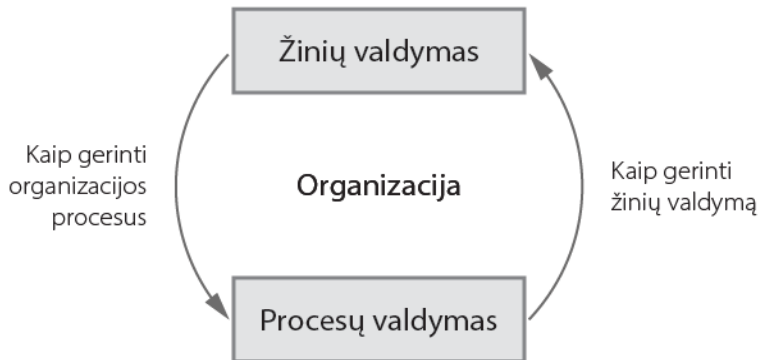 Žinių valdymas
Kaip gerinti
organizacijos
procesus
Organizacija
Kaip gerinti
žinių valdymą
Procesų valdymas